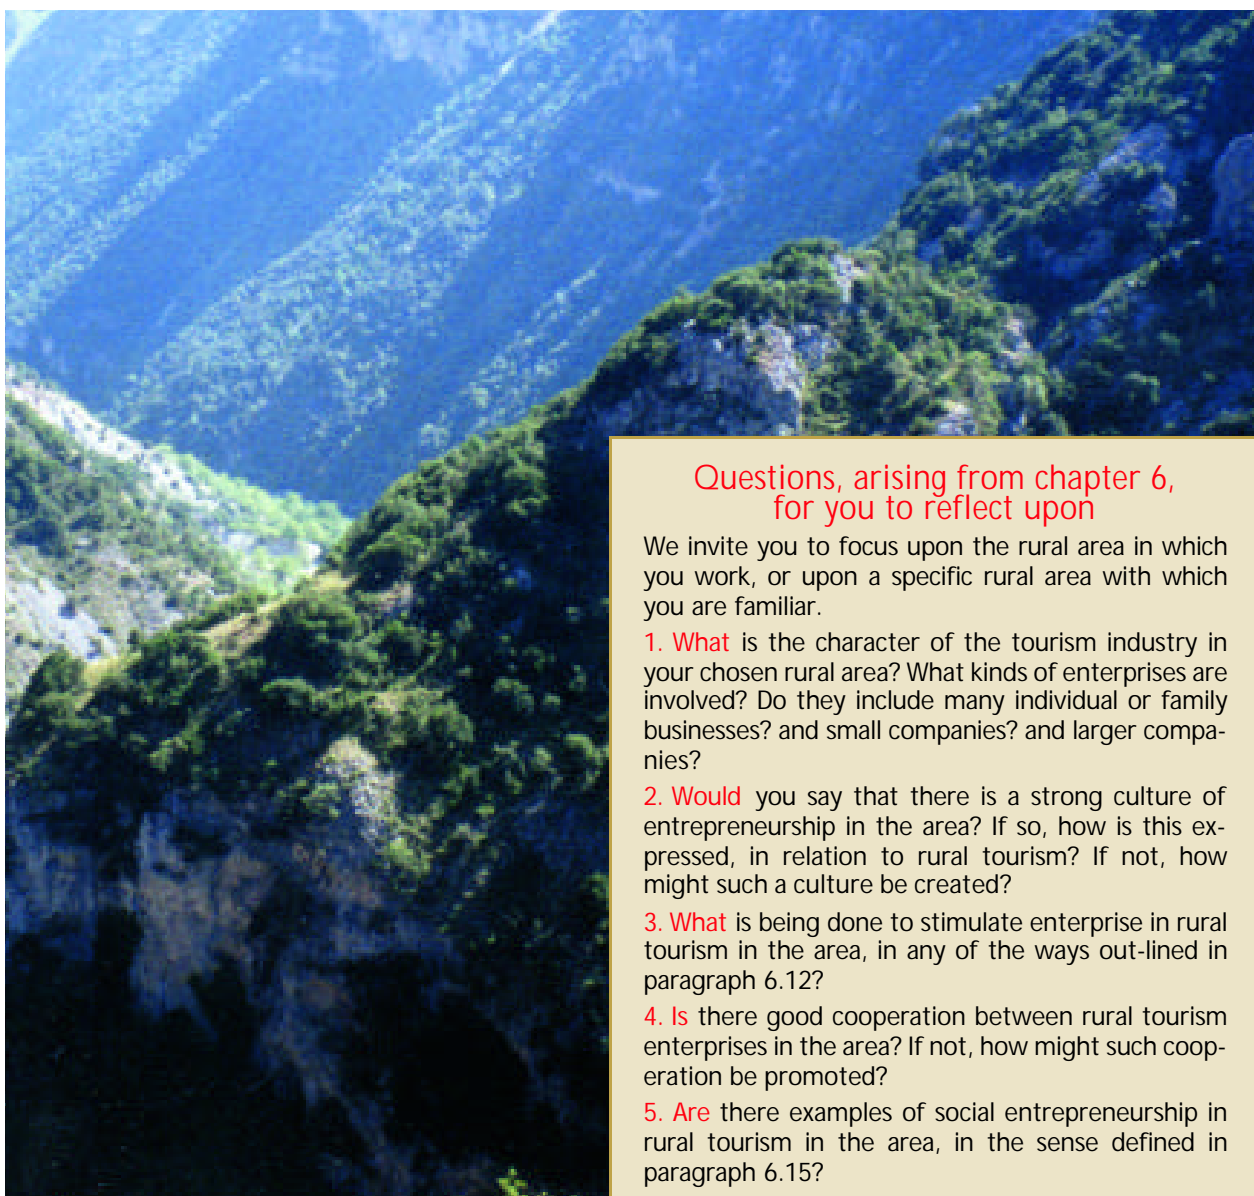 Questions, arising from chapter 6,
for you to reflect upon
We invite you to focus upon the rural area in which
you work, or upon a specific rural area with which
you are familiar.
1. What is the character of the tourism industry in
your chosen rural area? What kinds of enterprises are
involved? Do they include many individual or family
businesses? and small companies? and larger compa-
nies?
2. Would you say that there is a strong culture of
entrepreneurship in the area? If so, how is this ex-
pressed, in relation to rural tourism? If not, how
might such a culture be created?
3. What is being done to stimulate enterprise in rural
tourism in the area, in any of the ways out-lined in
paragraph 6.12?
4. Is there good cooperation between rural tourism
enterprises in the area? If not, how might such coop-
eration be promoted?
5. Are there examples of social entrepreneurship in
rural tourism in the area, in the sense defined in
paragraph 6.15?